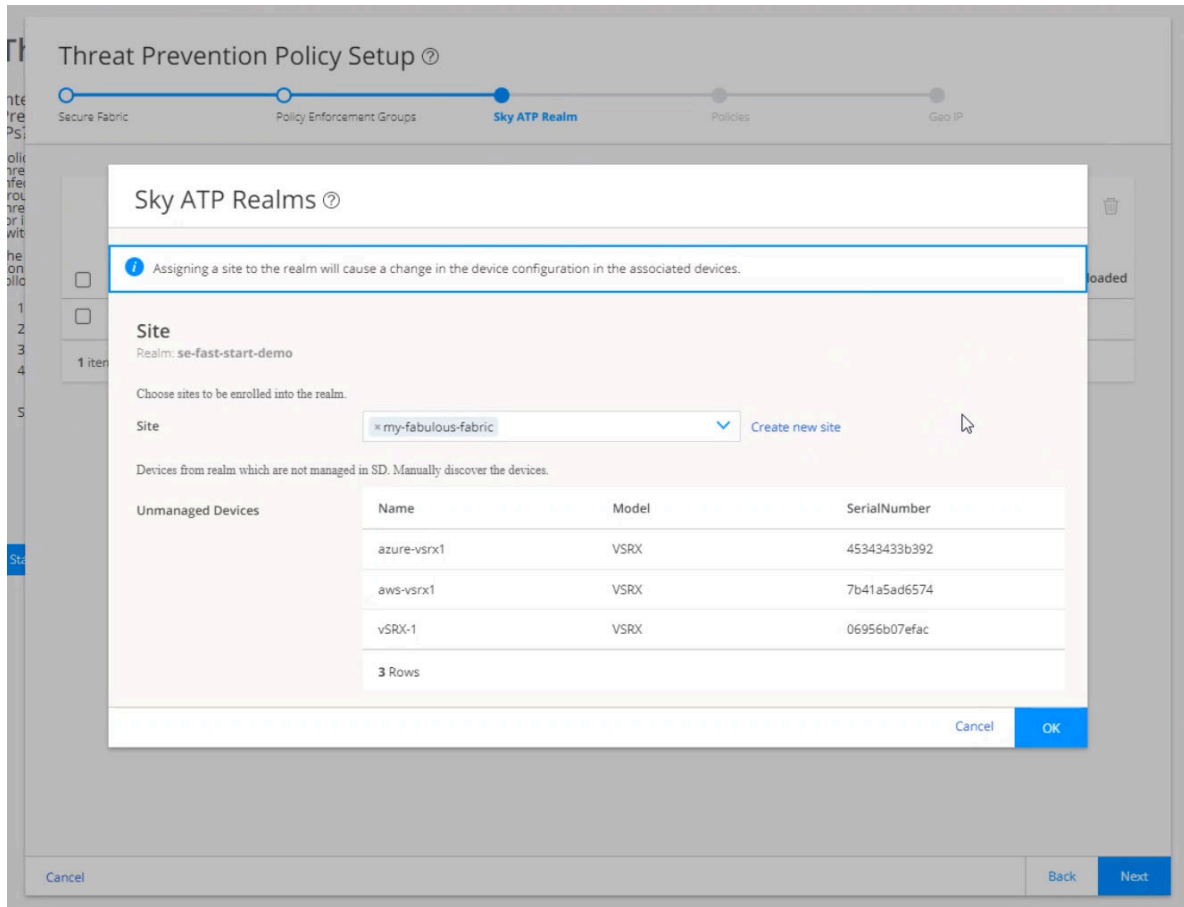 Threat Prevention Policy Setup
Secure Fabric
Policy Enforcement Groups
Sky ATP Realm
Policies
Geo IP
Sky ATP Realms
Assigning a site to the realm will cause a change in the device configuration in the associated devices.
loaded
1 item
Site
Realm: se-fast-start-demo
Choose sites to be enrolled into the realm.
Site × my-fabulous-fabric Create new site
Devices from realm which are not managed in SD. Manually discover the devices.
Unmanaged Devices
Name Model SerialNumber
azure-vsrx1 VSRX 45343433b392
aws-vsrx1 VSRX 7b41a5ad6574
vSRX-1 VSRX 06956b07efac
3 Rows
Cancel OK
Cancel Back Next